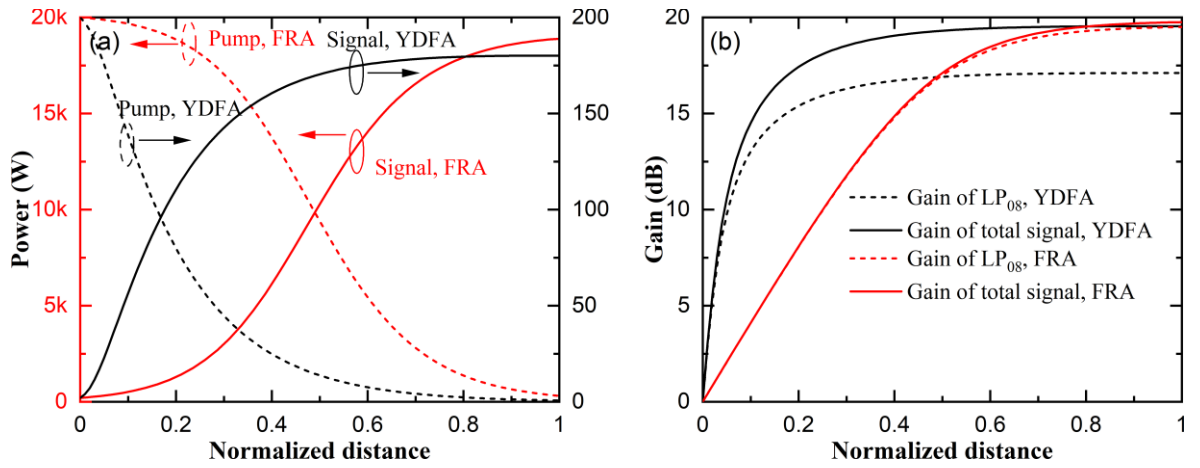 (a)
Pump, FRA
Signal, YDFA
Pump, YDFA
Signal, FRA
Power (W)
20k
15k
10k
5k
0
200
150
100
50
0
0 0.2 0.4 0.6 0.8 1
Normalized distance
(b)
Gain of LP08, YDFA
Gain of total signal, YDFA
Gain of LP08, FRA
Gain of total signal, FRA
Gain (dB)
20
15
10
5
0
0 0.2 0.4 0.6 0.8 1
Normalized distance